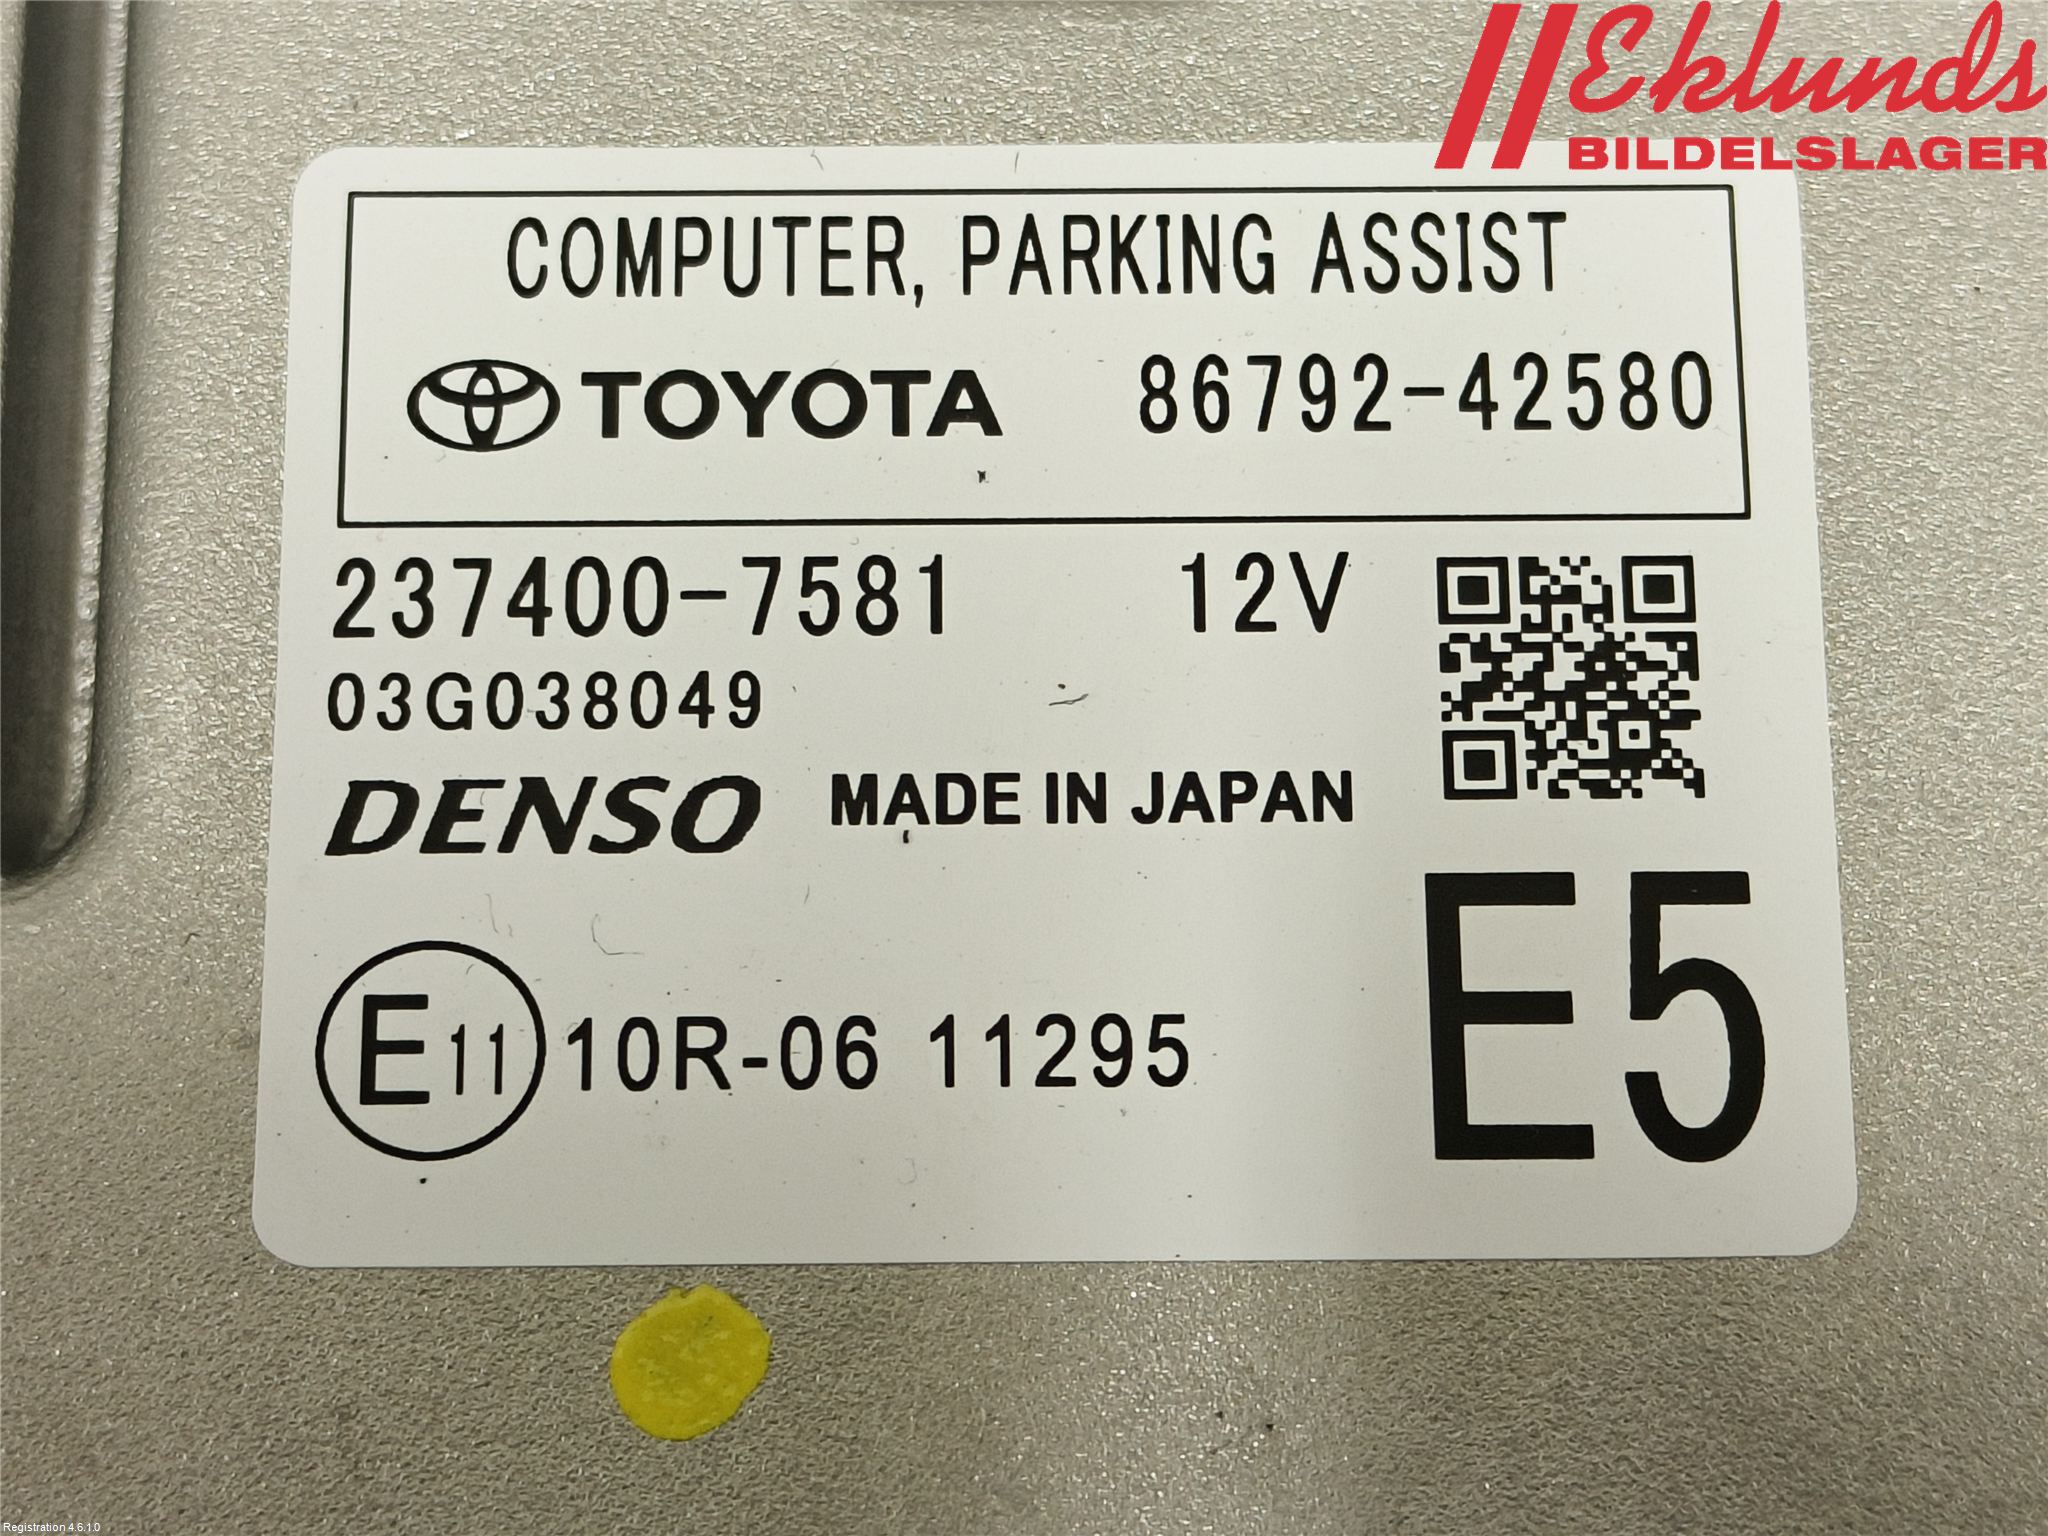 Eklunds
BILDELSLAGER
COMPUTER, PARKING ASSIST
TOYOTA 86792-42580
237400-7581 12V
03G038049
DENSO MADE IN JAPAN
E11 10R-06 11295
E5
Registration 4.6.1.0